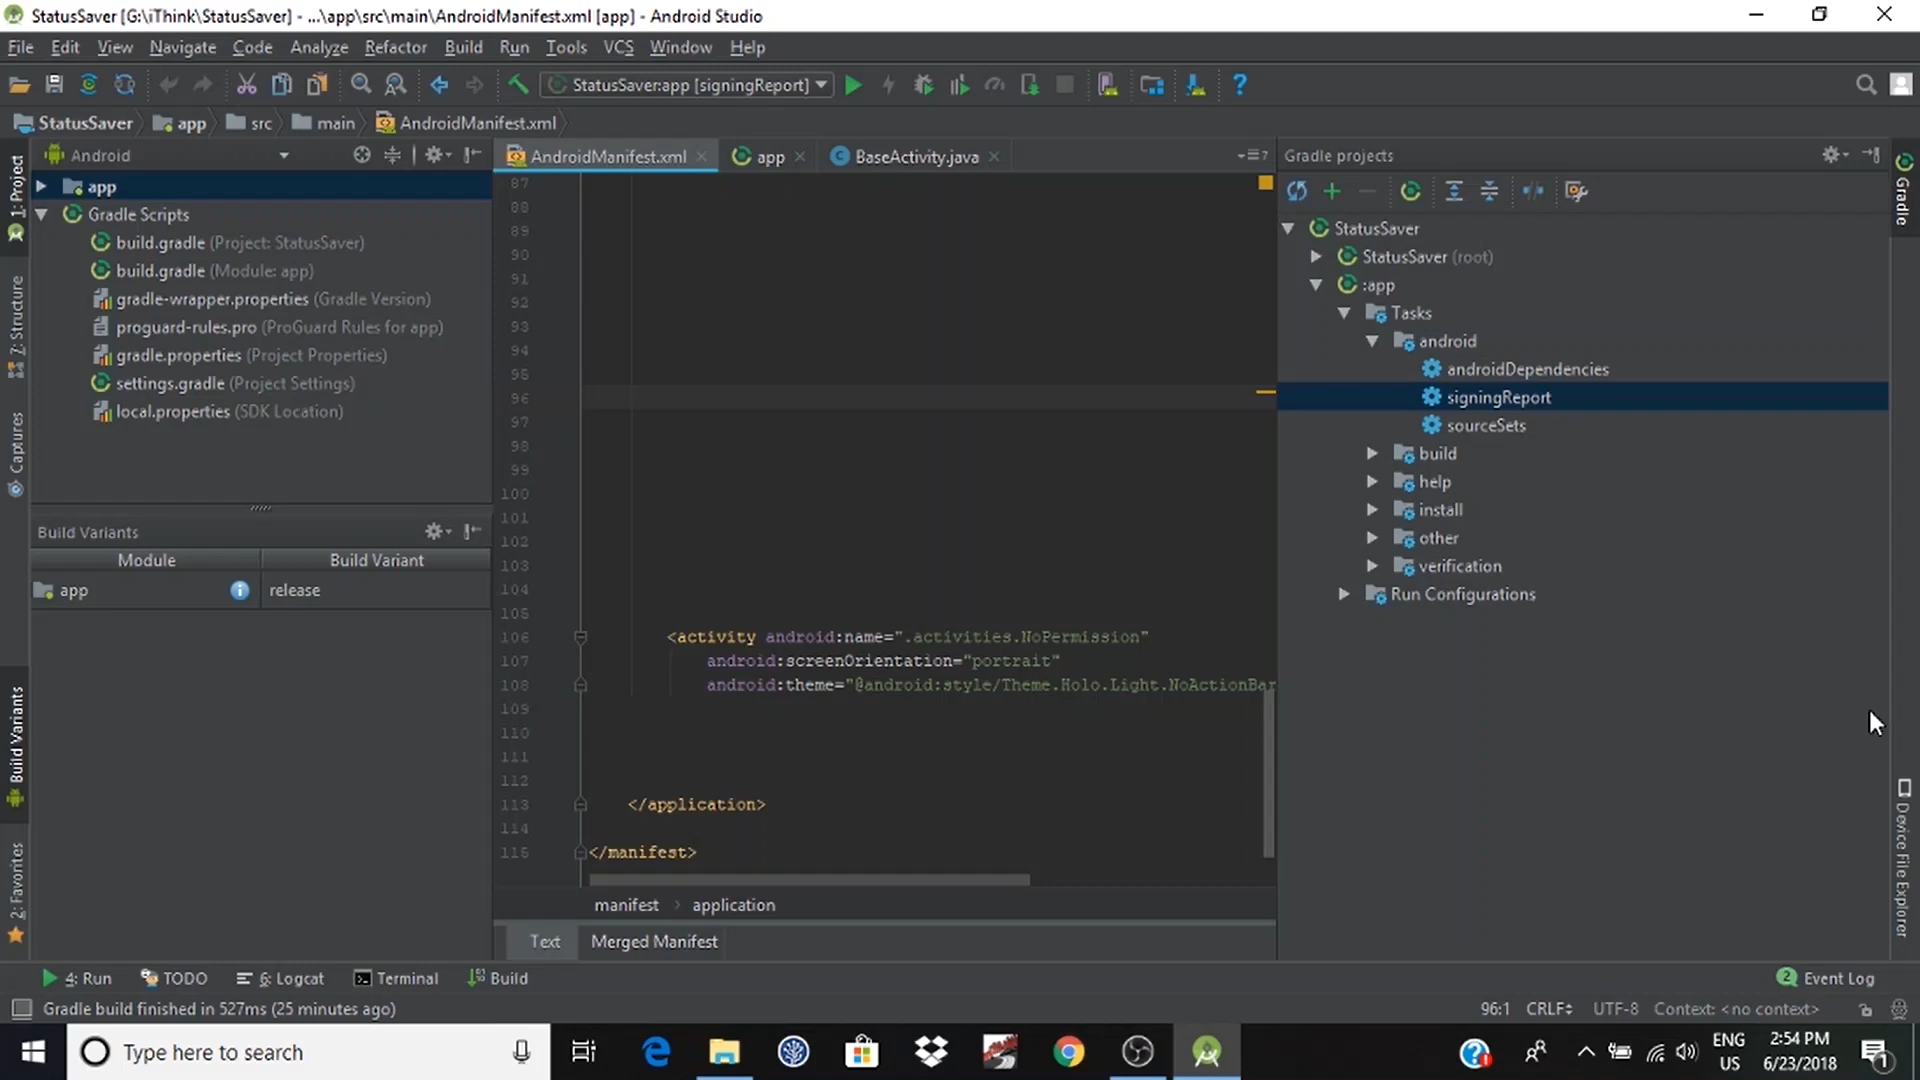 StatusSaver [G:\iThink\StatusSaver] - ...\app\src\main\AndroidManifest.xml [app] - Android Studio
File Edit View Navigate Code Analyze Refactor Build Run Tools VCS Window Help
StatusSaver:app [signingReport]
StatusSaver app src main AndroidManifest.xml
1: Project
7: Structure
Captures
Build Variants
2: Favorites
Android
app
Gradle Scripts
build.gradle (Project: StatusSaver)
build.gradle (Module: app)
gradle-wrapper.properties (Gradle Version)
proguard-rules.pro (ProGuard Rules for app)
gradle.properties (Project Properties)
settings.gradle (Project Settings)
local.properties (SDK Location)
Build Variants
Module Build Variant
app release
AndroidManifest.xml app BaseActivity.java
87
88
89
90
91
92
93
94
95
96
97
98
99
100
101
102
103
104
105
106 <activity android:name=".activities.NoPermission"
107 android:screenOrientation="portrait"
108 android:theme="@android:style/Theme.Holo.Light.NoActionBar
109
110
111
112
113 </application>
114
115 </manifest>
manifest > application
Text Merged Manifest
Gradle projects
StatusSaver
StatusSaver (root)
:app
Tasks
android
androidDependencies
signingReport
sourceSets
build
help
install
other
verification
Run Configurations
Gradle
Device File Explorer
4: Run TODO 6: Logcat Terminal Build 2 Event Log
Gradle build finished in 527ms (25 minutes ago) 96:1 CRLF UTF-8 Context: <no context>
Type here to search
ENG
US
2:54 PM
6/23/2018
1